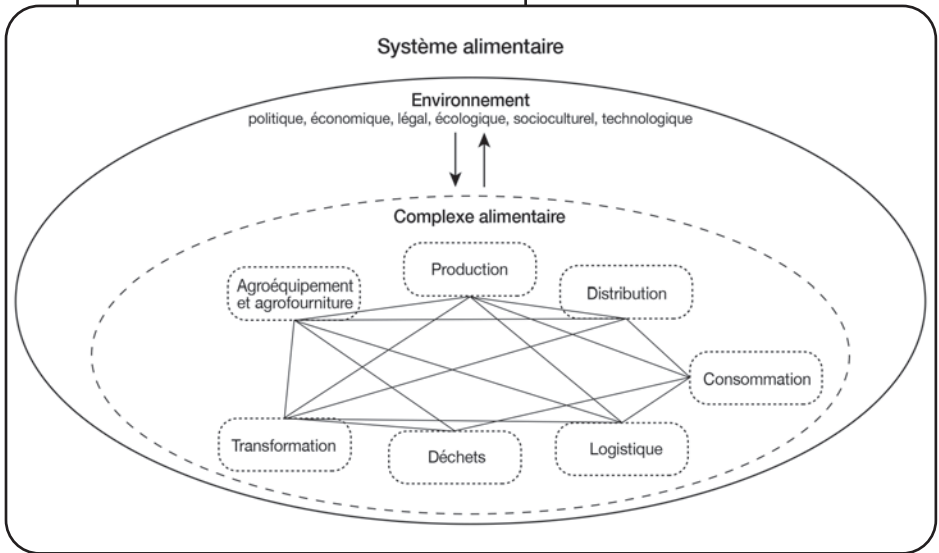 Système alimentaire
Environnement
politique, économique, légal, écologique, socioculturel, technologique
Complexe alimentaire
Production
Agroéquipement
et agrofourniture
Distribution
Consommation
Transformation
Déchets
Logistique